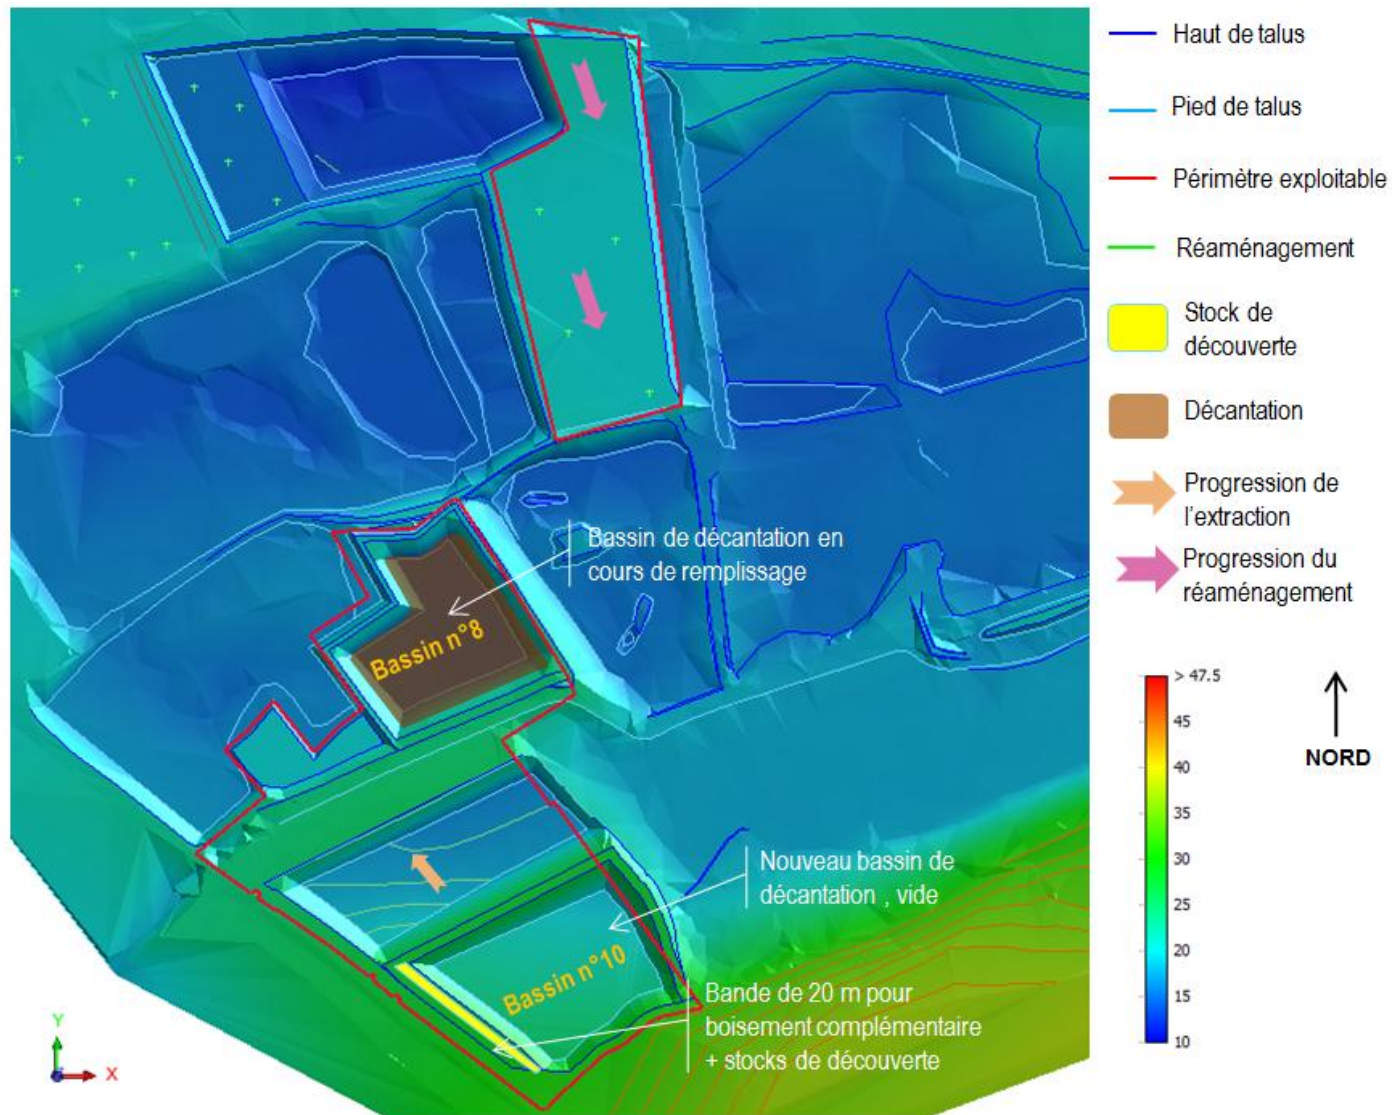 Haut de talus
Pied de talus
Périmètre exploitable
Réaménagement
Stock de
découverte
Décantation
Progression de
l'extraction
Progression du
réaménagement
Bassin de décantation en
cours de remplissage
Bassin n°8
Nouveau bassin de
décantation , vide
Bassin n°10
Bande de 20 m pour
boisement complémentaire
+ stocks de découverte
> 47.5
45
40
35
30
25
20
15
10
NORD
Y
X